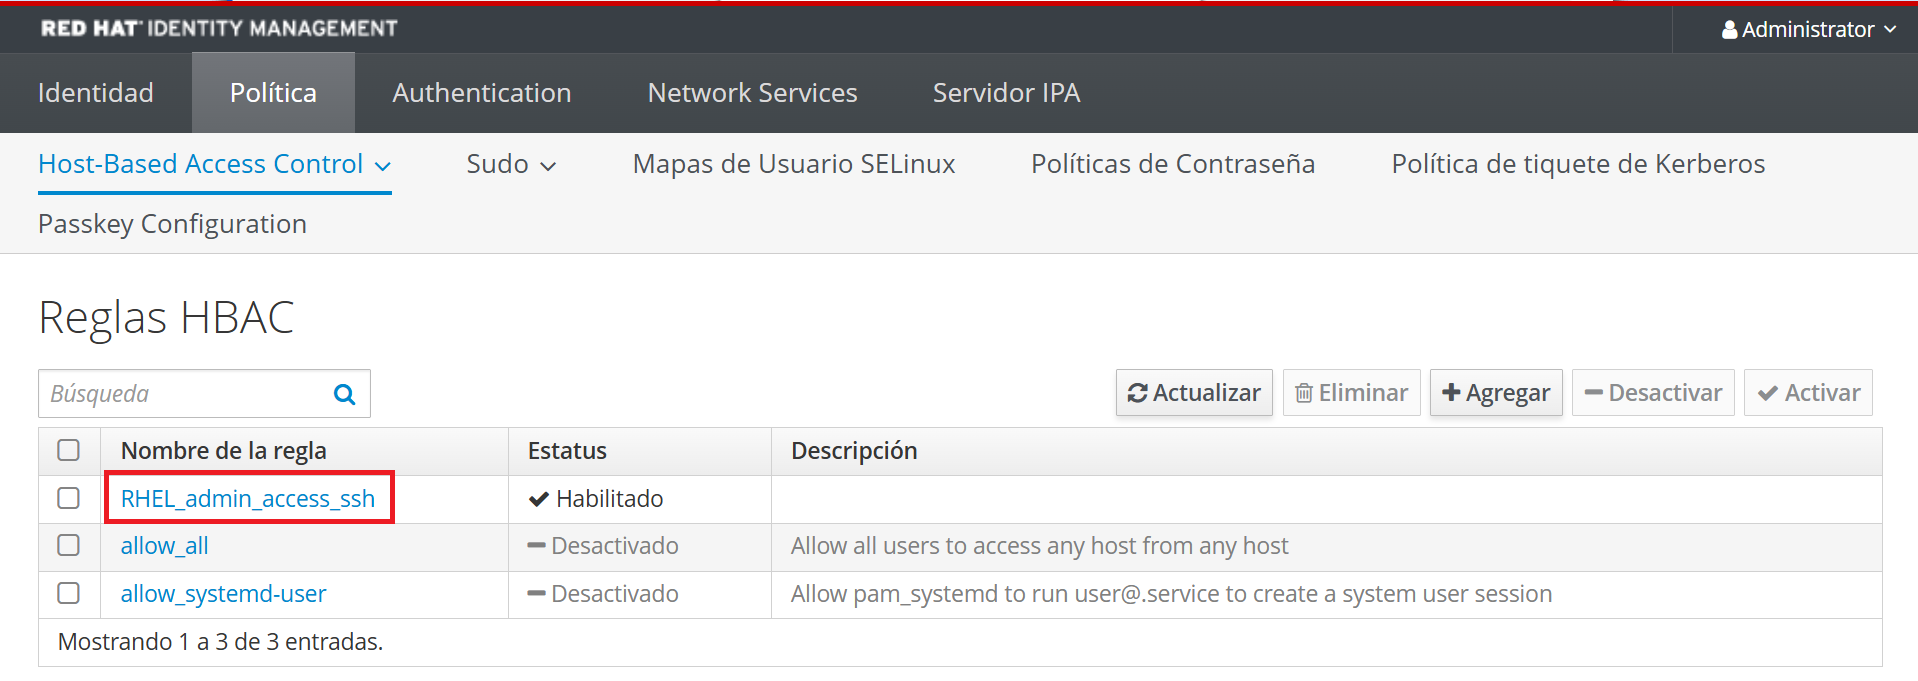 RED HAT IDENTITY MANAGEMENT
Administrator
Identidad Política Authentication Network Services Servidor IPA
Host-Based Access Control Sudo Mapas de Usuario SELinux Políticas de Contraseña Política de tiquete de Kerberos
Passkey Configuration
Reglas HBAC
Búsqueda
Actualizar Eliminar Agregar Desactivar Activar
Nombre de la regla Estatus Descripción
RHEL_admin_access_ssh Habilitado
allow_all Desactivado Allow all users to access any host from any host
allow_systemd-user Desactivado Allow pam_systemd to run user@.service to create a system user session
Mostrando 1 a 3 de 3 entradas.